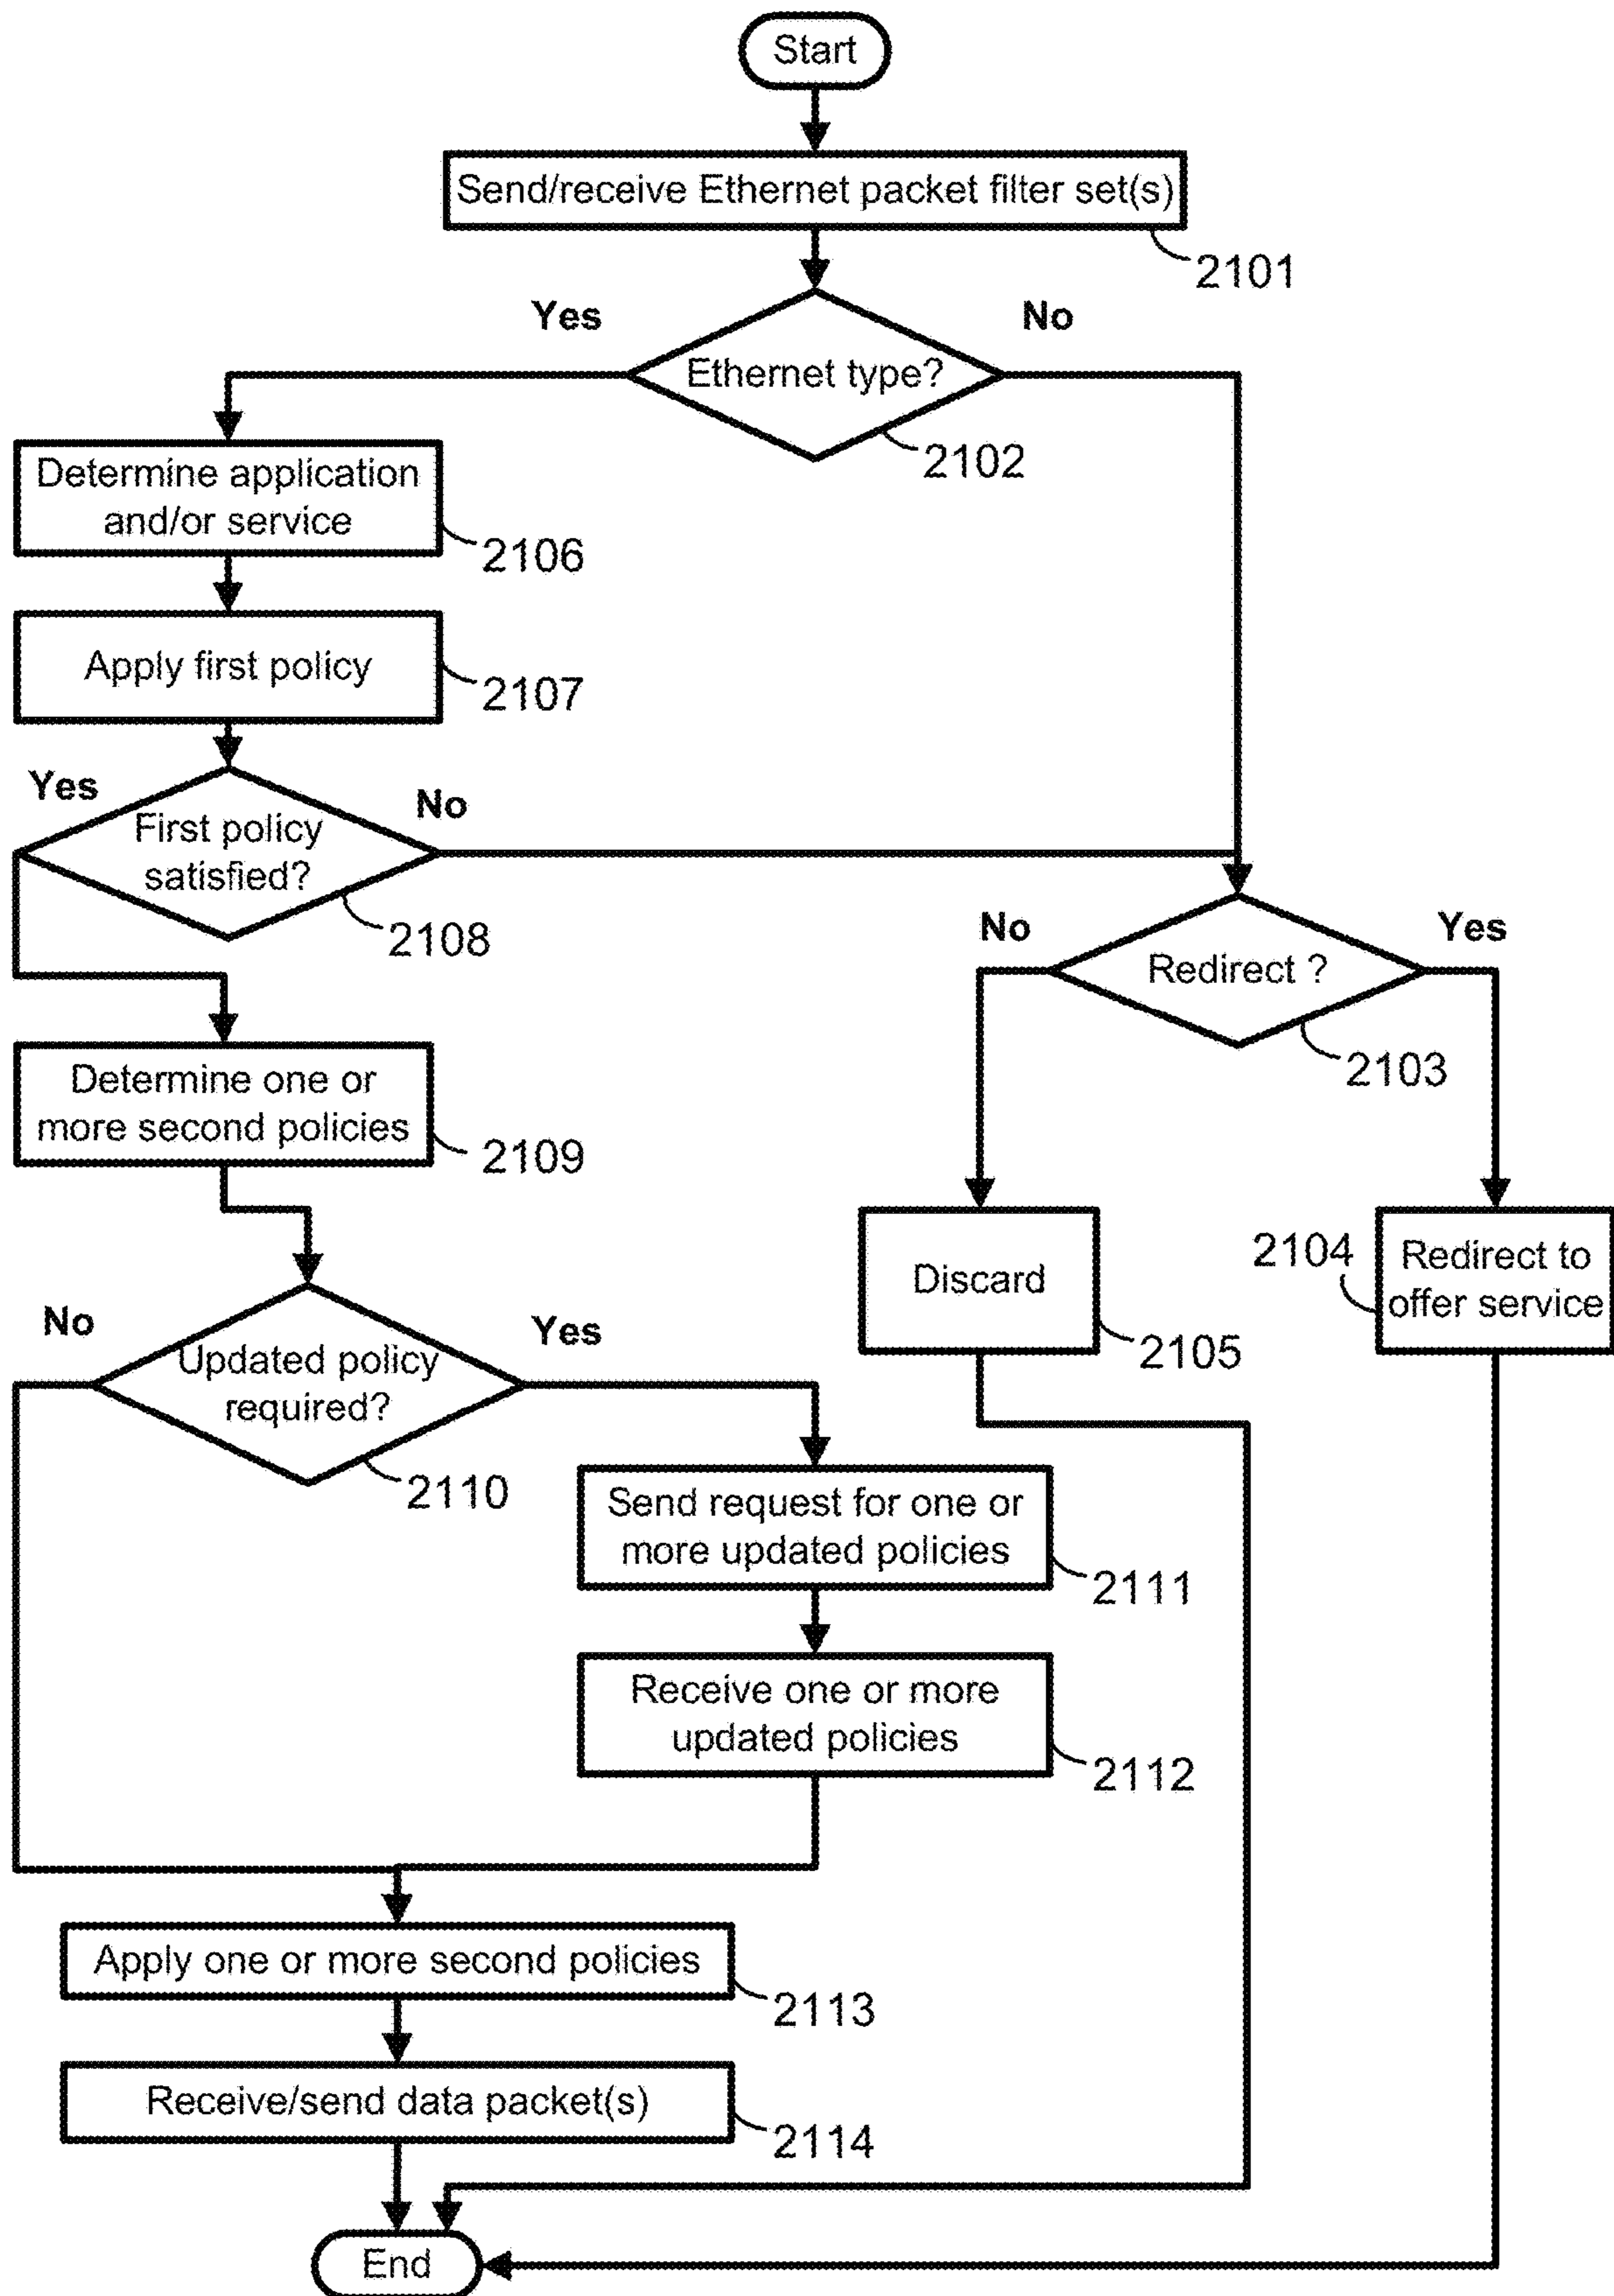 Start
Send/receive Ethernet packet filter set(s)
2101
Yes
No
Ethernet type?
2102
Determine application
and/or service
2106
Apply first policy
2107
Yes
No
First policy
satisfied?
2108
No
Yes
Redirect ?
2103
Determine one or
more second policies
2109
Discard
2105
2104
Redirect to
offer service
No
Yes
Updated policy
required?
2110
Send request for one or
more updated policies
2111
Receive one or more
updated policies
2112
Apply one or more second policies
2113
Receive/send data packet(s)
2114
End